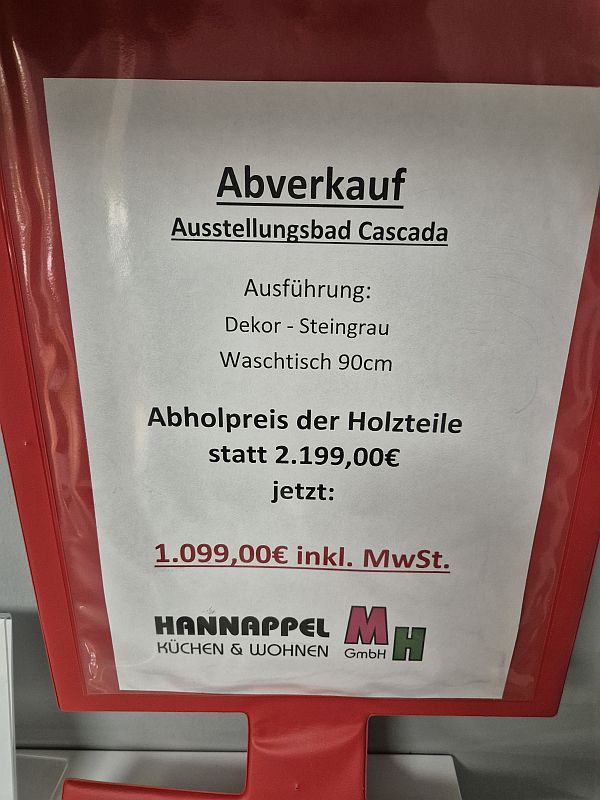 Abverkauf
Ausstellungsbad Cascada
Ausführung:
Dekor - Steingrau
Waschtisch 90cm
Abholpreis der Holzteile
statt 2.199,00€
jetzt:
1.099,00€ inkl. MwSt.
HANNAPPEL MH
KÜCHEN & WOHNEN GmbH